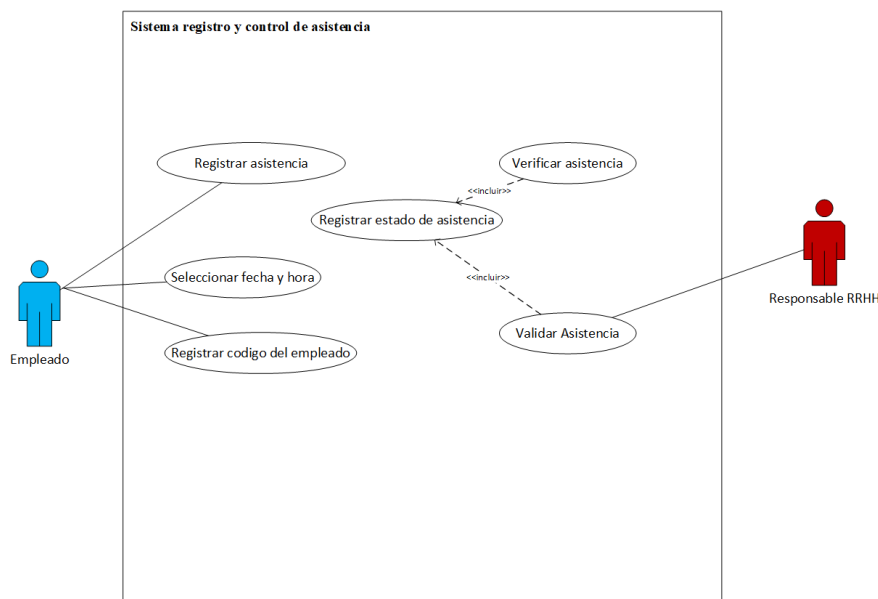 Sistema registro y control de asistencia
Registrar asistencia
Verificar asistencia
<<incluir>>
Registrar estado de asistencia
Seleccionar fecha y hora
<<incluir>>
Responsable RRHH
Validar Asistencia
Registrar codigo del empleado
Empleado